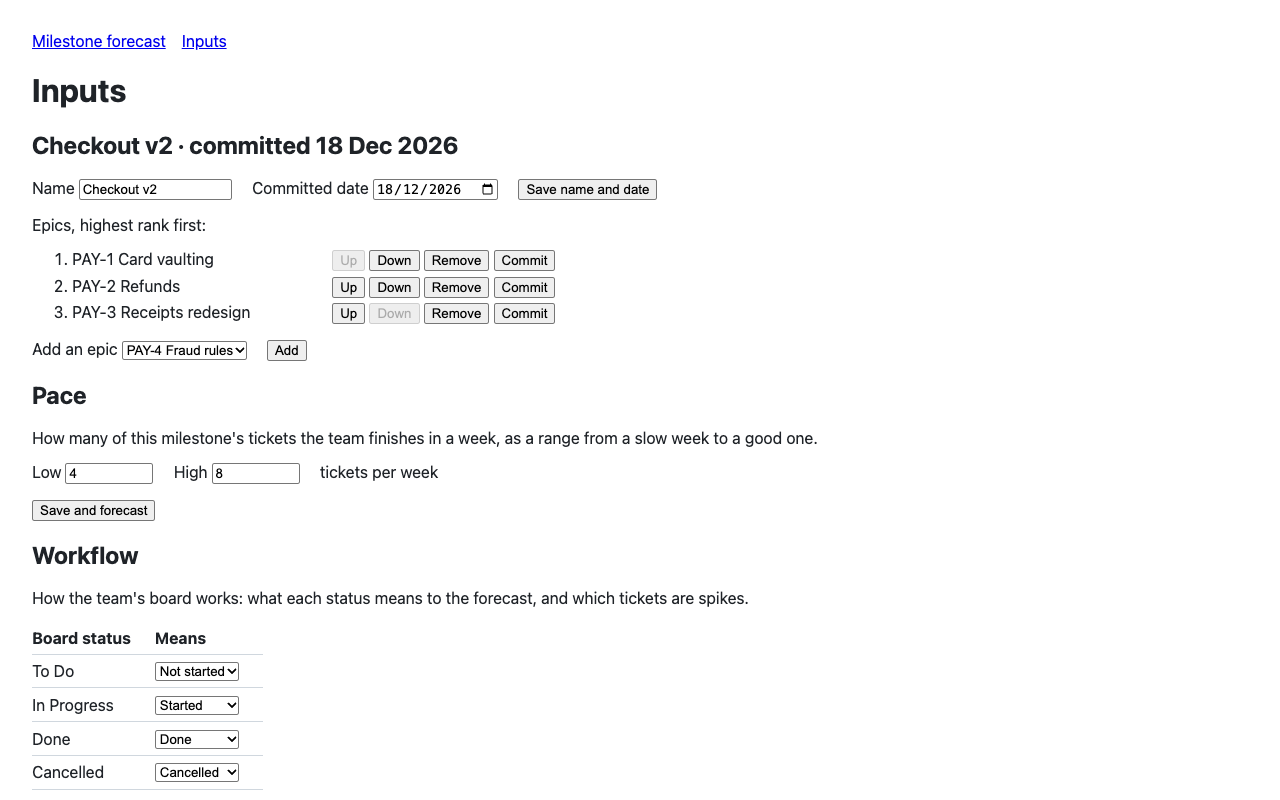 Milestone forecast Inputs
Inputs
Checkout v2 · committed 18 Dec 2026
Name Checkout v2 Committed date 18/12/2026 Save name and date
Epics, highest rank first:
1. PAY-1 Card vaulting Up Down Remove Commit
2. PAY-2 Refunds Up Down Remove Commit
3. PAY-3 Receipts redesign Up Down Remove Commit
Add an epic PAY-4 Fraud rules Add
Pace
How many of this milestone's tickets the team finishes in a week, as a range from a slow week to a good one.
Low 4 High 8 tickets per week
Save and forecast
Workflow
How the team's board works: what each status means to the forecast, and which tickets are spikes.
Board status Means
To Do Not started
In Progress Started
Done Done
Cancelled Cancelled